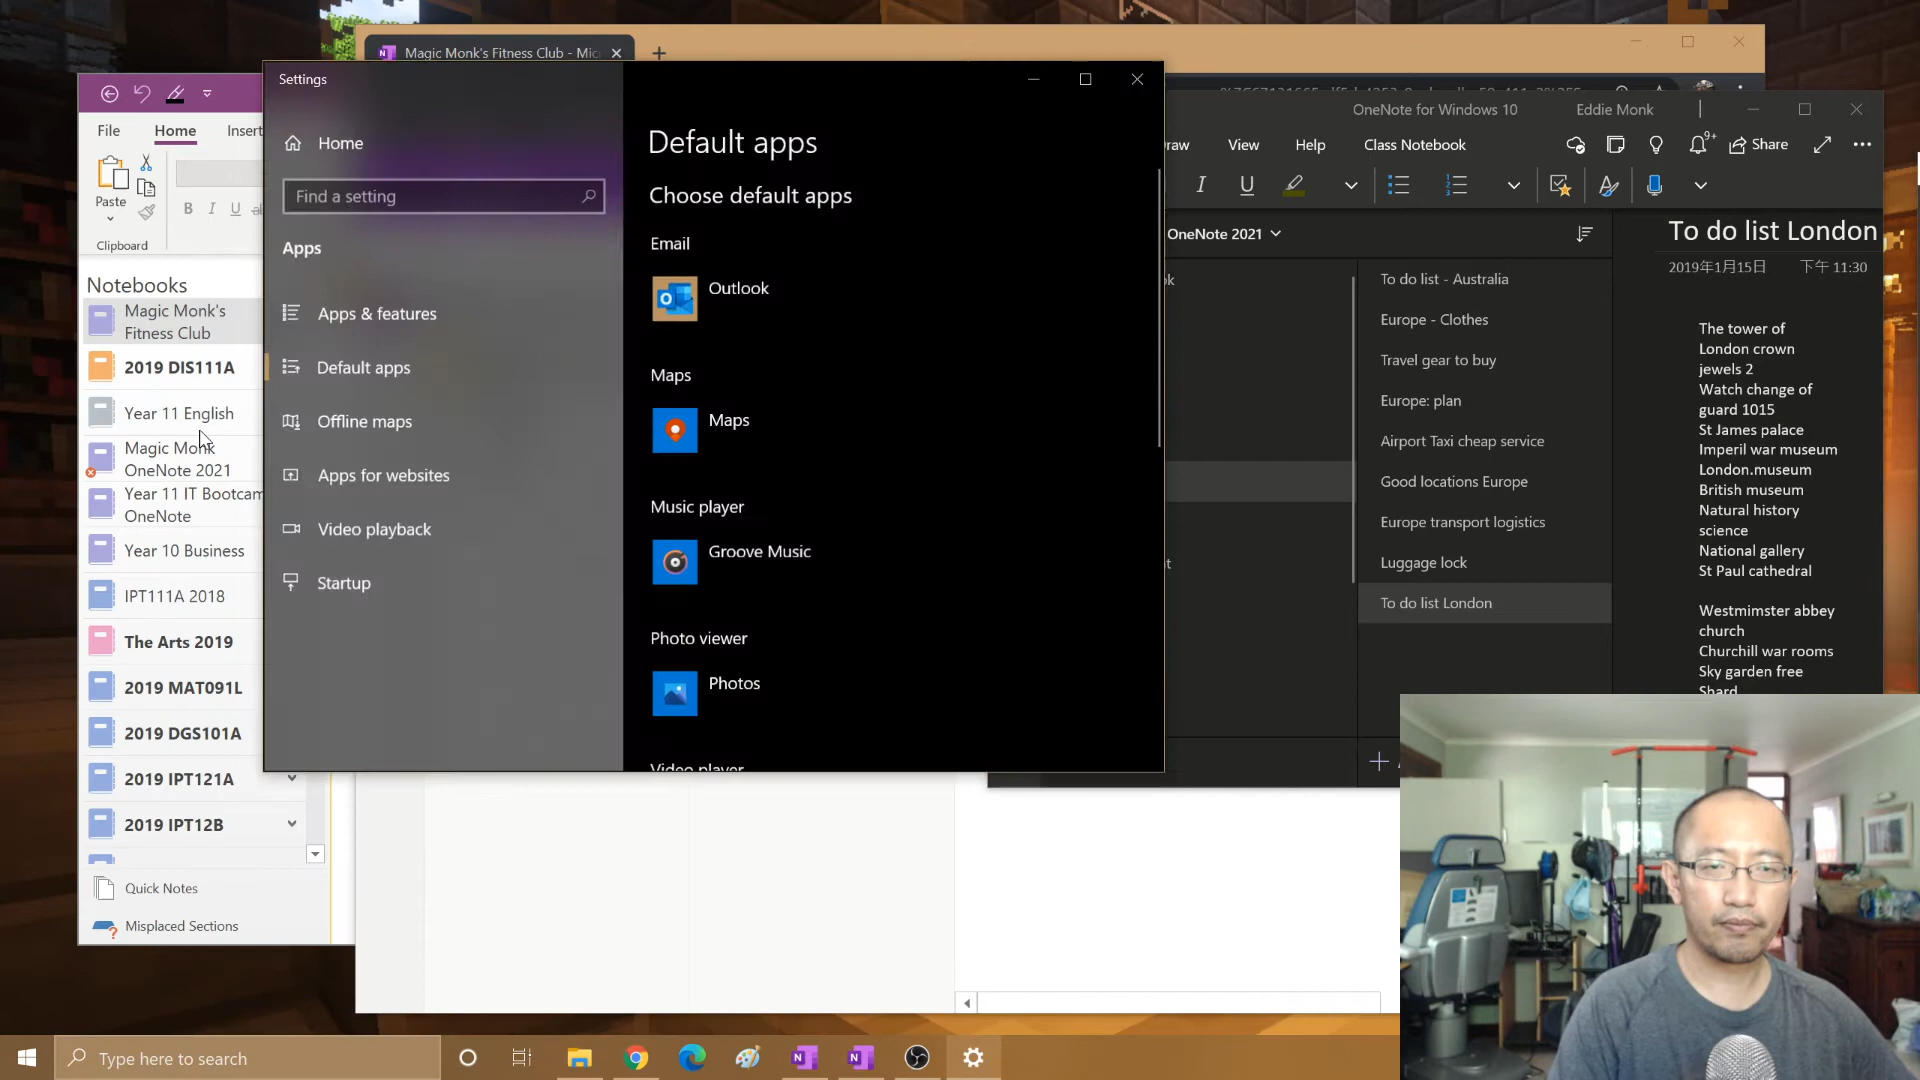 Magic Monk's Fitness Club - Mic
Settings
OneNote for Windows 10
Eddie Monk
File
Home
Insert
Paste
Clipboard
B I U ab
Home
Find a setting
Apps
Apps & features
Default apps
Offline maps
Apps for websites
Video playback
Startup
Default apps
Choose default apps
Email
Outlook
Maps
Maps
Music player
Groove Music
Photo viewer
Photos
Video player
raw
View
Help
Class Notebook
9+
Share
I U
OneNote 2021
To do list - Australia
Europe - Clothes
Travel gear to buy
Europe: plan
Airport Taxi cheap service
Good locations Europe
Europe transport logistics
Luggage lock
To do list London
To do list London
2019年1月15日
下午 11:30
The tower of
London crown
jewels 2
Watch change of
guard 1015
St James palace
Imperil war museum
London.museum
British museum
Natural history
science
National gallery
St Paul cathedral
Westmimster abbey
church
Churchill war rooms
Sky garden free
Shard
Notebooks
Magic Monk's
Fitness Club
2019 DIS111A
Year 11 English
Magic Monk
OneNote 2021
Year 11 IT Bootcam
OneNote
Year 10 Business
IPT111A 2018
The Arts 2019
2019 MAT091L
2019 DGS101A
2019 IPT121A
2019 IPT12B
Quick Notes
Misplaced Sections
Type here to search